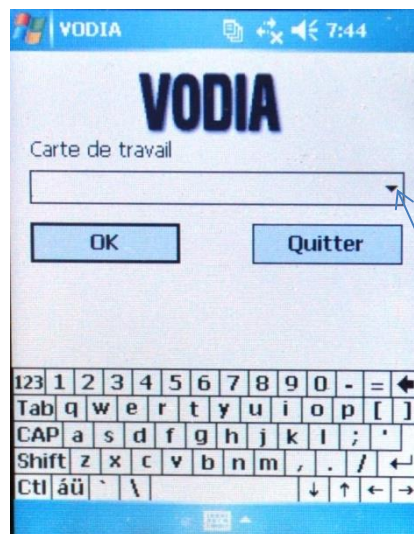 VODIA 7:44
VODIA
Carte de travail
OK Quitter
123 1 2 3 4 5 6 7 8 9 0 - = ←
Tab q w e r t y u i o p [ ]
CAP a s d f g h j k l ; '
Shift z x c v b n m , . / ↵
Ctl áü ` \ ↓ ↑ ← →